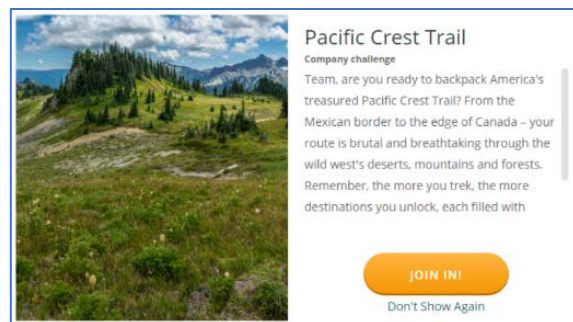 Pacific Crest Trail
Company challenge
Team, are you ready to backpack America's
treasured Pacific Crest Trail? From the
Mexican border to the edge of Canada – your
route is brutal and breathtaking through the
wild west's deserts, mountains and forests.
Remember, the more you trek, the more
destinations you unlock, each filled with
JOIN IN!
Don't Show Again